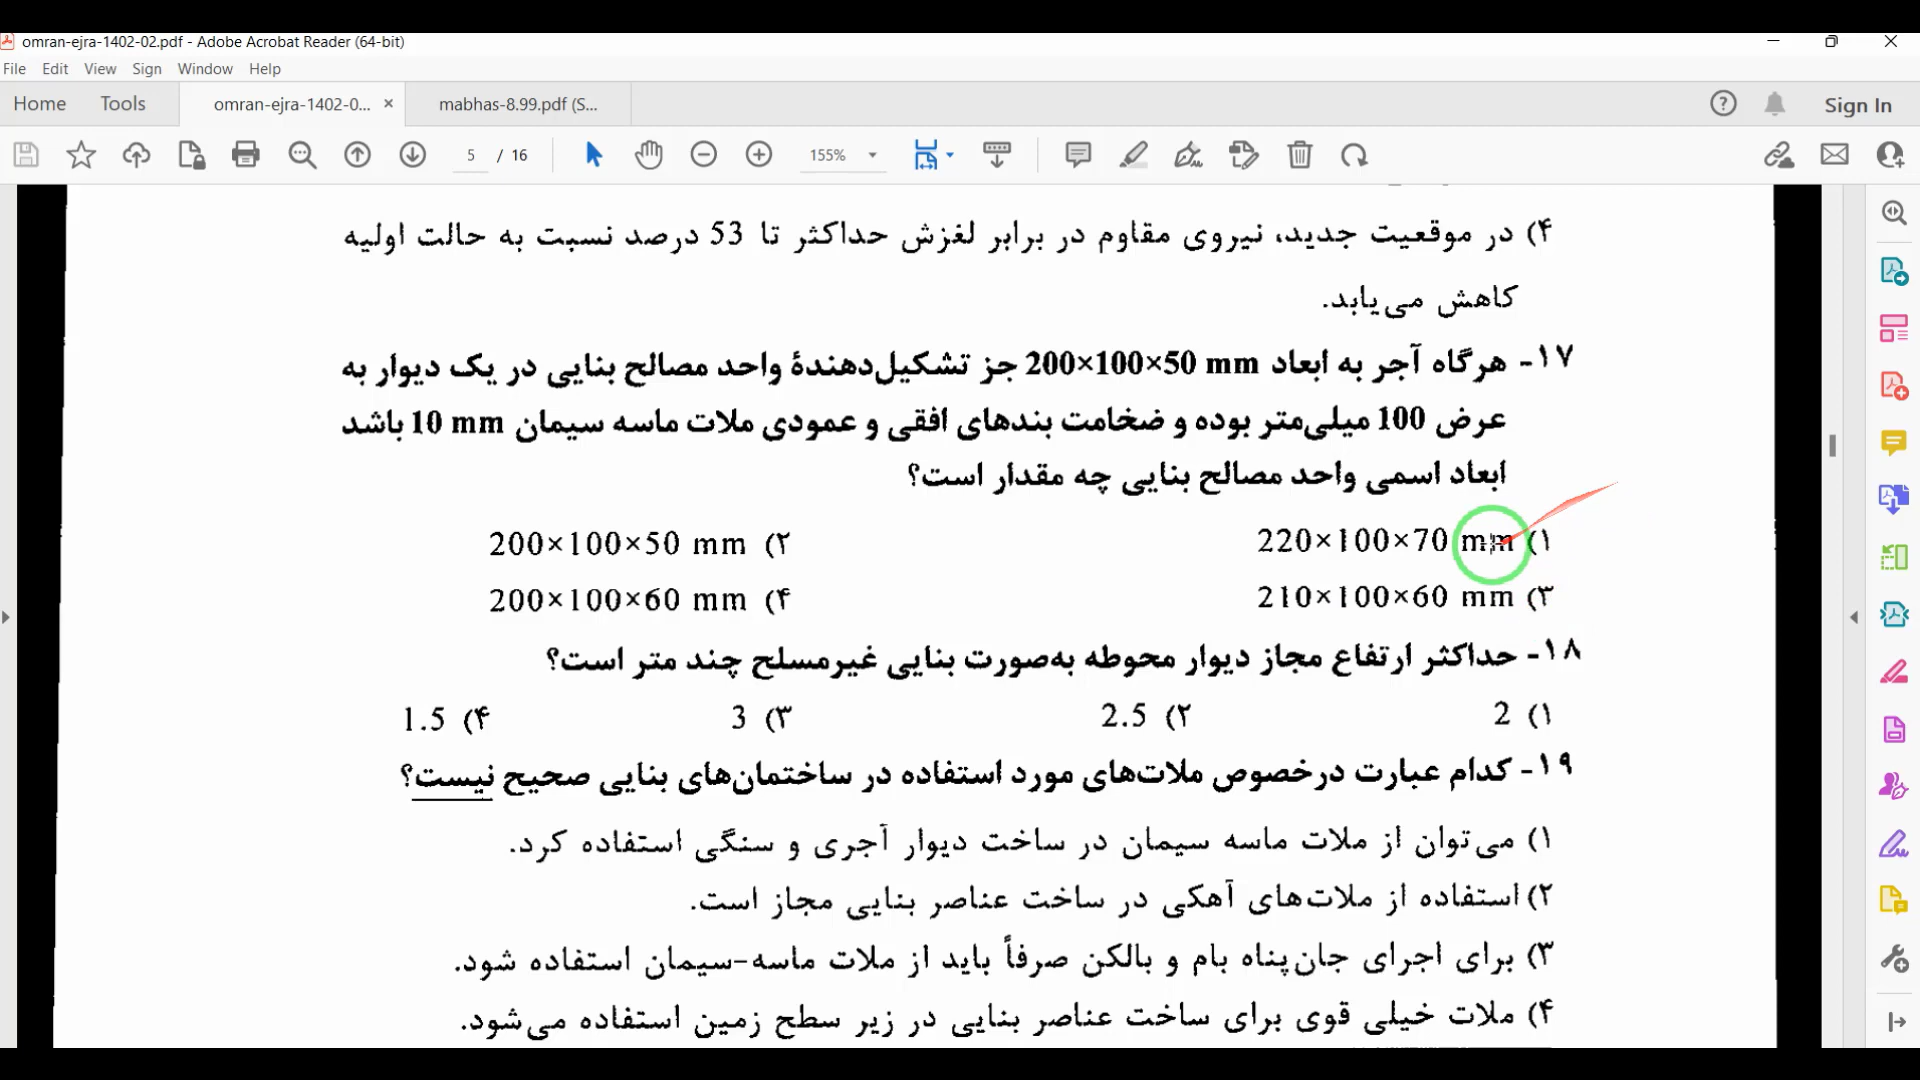 omran-ejra-1402-02.pdf - Adobe Acrobat Reader (64-bit)
File Edit View Sign Window Help
Home Tools omran-ejra-1402-0... × mabhas-8.99.pdf (S... Sign In
5 / 16 155%
۴) در موقعیت جدید، نیروی مقاوم در برابر لغزش حداکثر تا 53 درصد نسبت به حالت اولیه
کاهش می‌یابد.
۱۷- هرگاه آجر به ابعاد 200×100×50 mm جز تشکیل‌دهندهٔ واحد مصالح بنایی در یک دیوار به
عرض 100 میلی‌متر بوده و ضخامت بندهای افقی و عمودی ملات ماسه سیمان 10 mm باشد
ابعاد اسمی واحد مصالح بنایی چه مقدار است؟
۱) 220×100×70 mm ۲) 200×100×50 mm
۳) 210×100×60 mm ۴) 200×100×60 mm
۱۸- حداکثر ارتفاع مجاز دیوار محوطه به‌صورت بنایی غیرمسلح چند متر است؟
۱) 2 ۲) 2.5 ۳) 3 ۴) 1.5
۱۹- کدام عبارت درخصوص ملات‌های مورد استفاده در ساختمان‌های بنایی صحیح نیست؟
۱) می‌توان از ملات ماسه سیمان در ساخت دیوار آجری و سنگی استفاده کرد.
۲) استفاده از ملات‌های آهکی در ساخت عناصر بنایی مجاز است.
۳) برای اجرای جان‌پناه بام و بالکن صرفاً باید از ملات ماسه-سیمان استفاده شود.
۴) ملات خیلی قوی برای ساخت عناصر بنایی در زیر سطح زمین استفاده می‌شود.